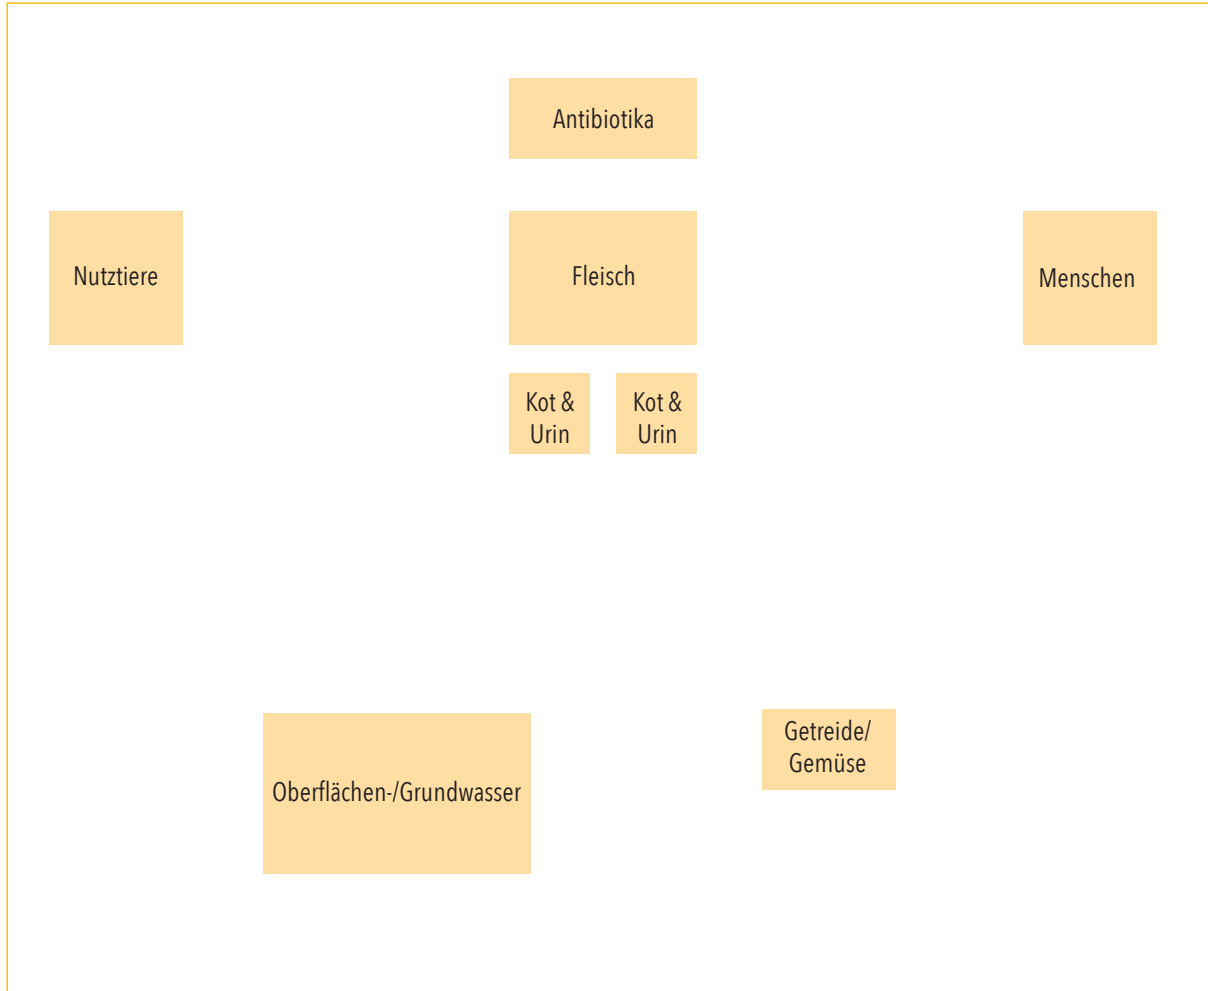 Antibiotika
Nutztiere
Fleisch
Menschen
Kot &
Urin
Kot &
Urin
Oberflächen-/Grundwasser
Getreide/
Gemüse